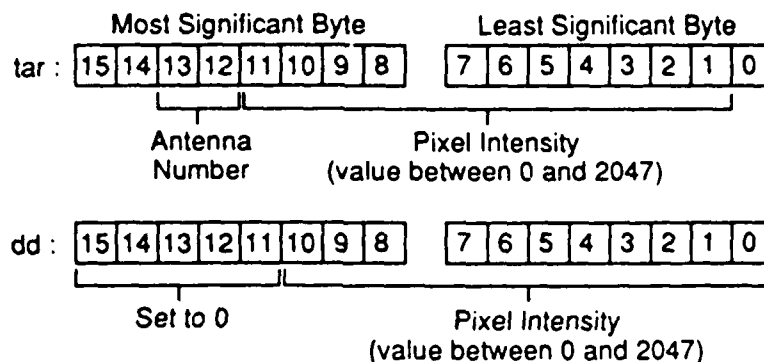 Most Significant Byte Least Significant Byte
tar : 15 14 13 12 11 10 9 8 7 6 5 4 3 2 1 0
Antenna Number Pixel Intensity
(value between 0 and 2047)
dd : 15 14 13 12 11 10 9 8 7 6 5 4 3 2 1 0
Set to 0 Pixel Intensity
(value between 0 and 2047)